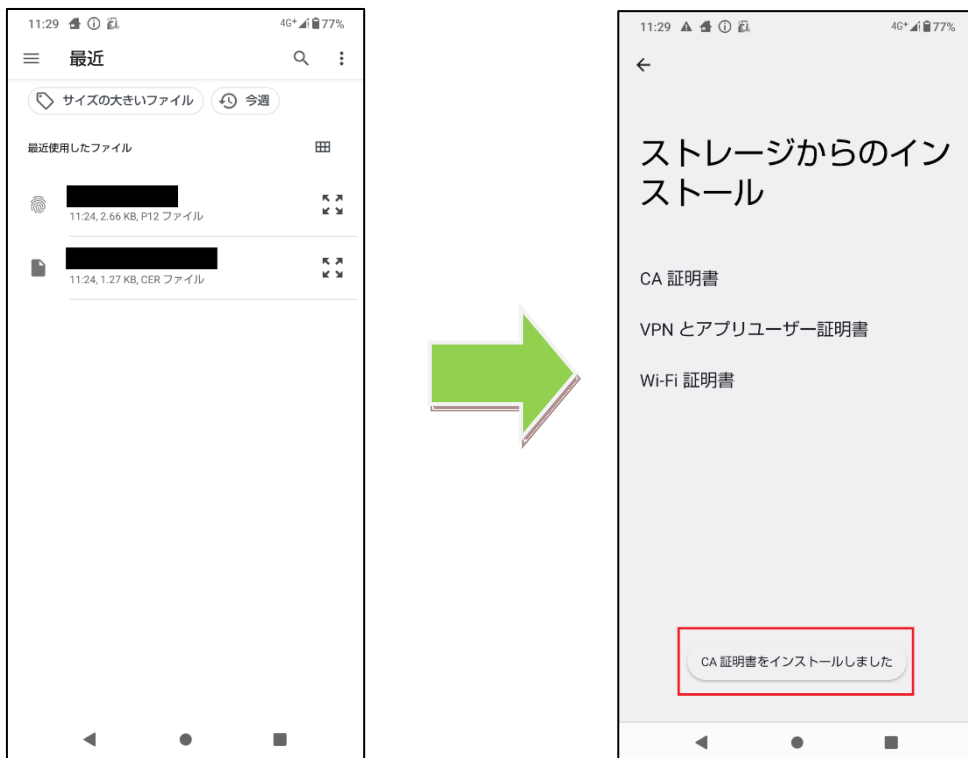 11:29
4G+ 77%
最近
サイズの大きいファイル
今週
最近使用したファイル
11:24, 2.66 KB, P12 ファイル
11:24, 1.27 KB, CER ファイル
11:29
4G+ 77%
ストレージからのイン
ストール
CA 証明書
VPN とアプリユーザー証明書
Wi-Fi 証明書
CA 証明書をインストールしました